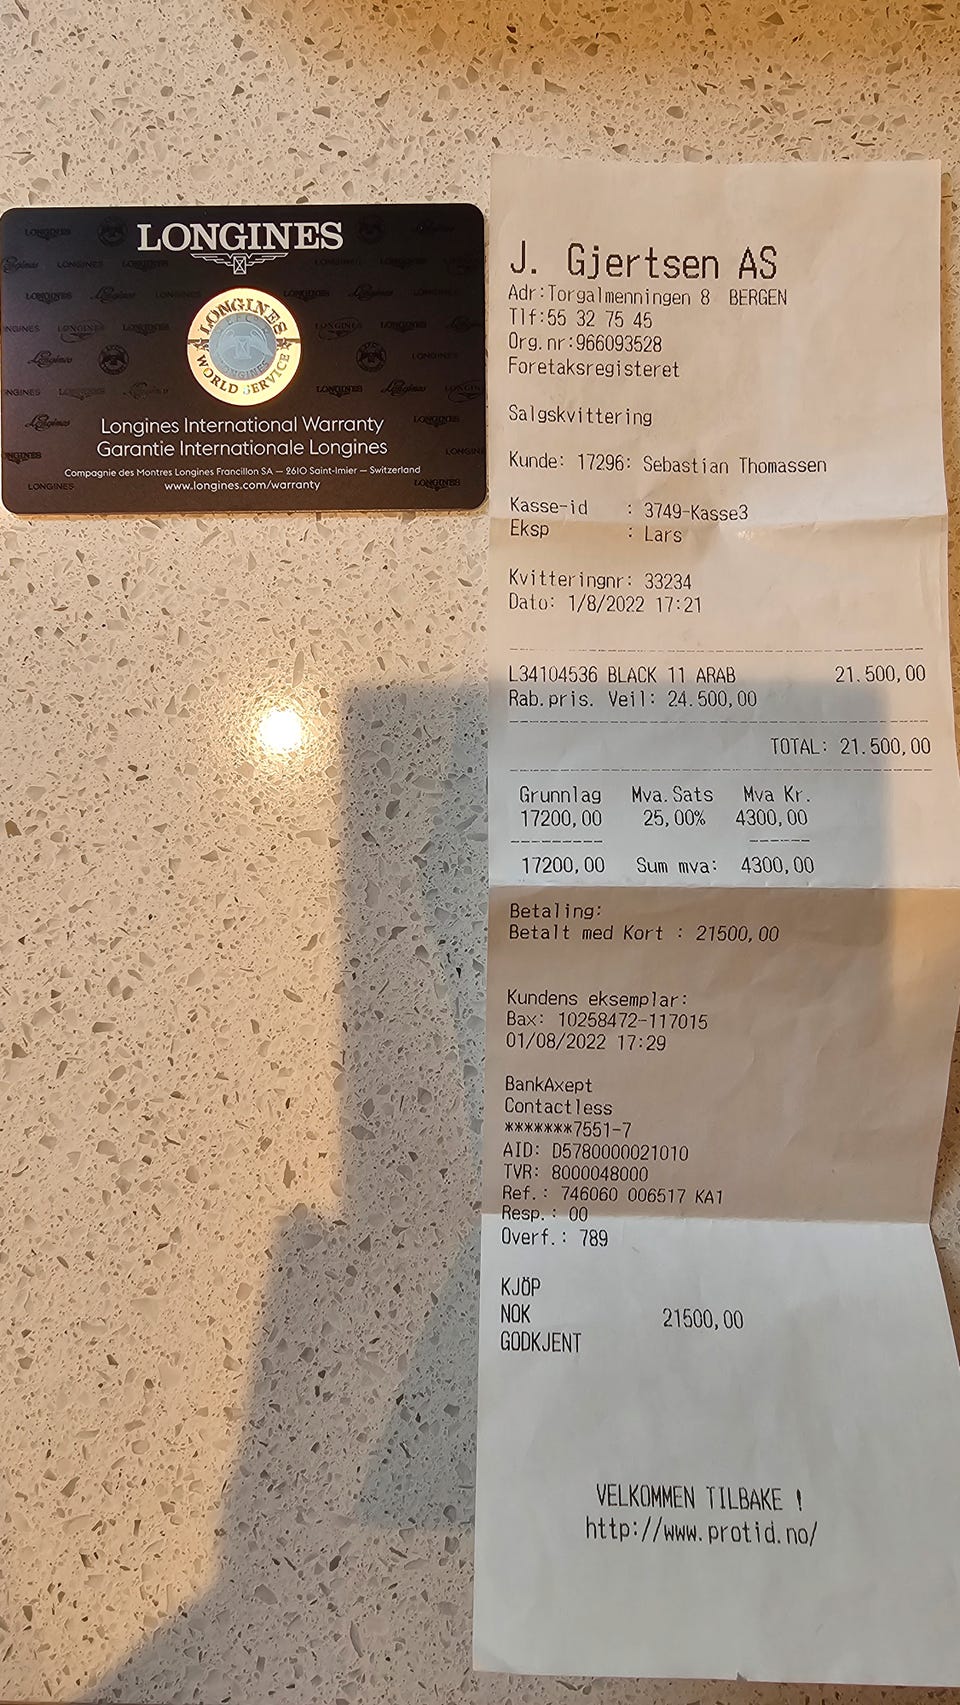 LONGINES
LONGINES
WORLD SERVICE
Longines International Warranty
Garantie Internationale Longines
Compagnie des Montres Longines Francillon SA – 2610 Saint-Imier – Switzerland
www.longines.com/warranty
J. Gjertsen AS
Adr:Torgalmenningen 8 BERGEN
Tlf:55 32 75 45
Org.nr:966093528
Foretaksregisteret
Salgskvittering
Kunde: 17296: Sebastian Thomassen
Kasse-id : 3749-Kasse3
Eksp : Lars
Kvitteringnr: 33234
Dato: 1/8/2022 17:21
L34104536 BLACK 11 ARAB 21.500,00
Rab.pris. Veil: 24.500,00
TOTAL: 21.500,00
Grunnlag Mva.Sats Mva Kr.
17200,00 25,00% 4300,00
17200,00 Sum mva: 4300,00
Betaling:
Betalt med Kort : 21500,00
Kundens eksemplar:
Bax: 10258472-117015
01/08/2022 17:29
BankAxept
Contactless
*******7551-7
AID: D5780000021010
TVR: 8000048000
Ref.: 746060 006517 KA1
Resp.: 00
Overf.: 789
KJÖP
NOK 21500,00
GODKJENT
VELKOMMEN TILBAKE !
http://www.protid.no/